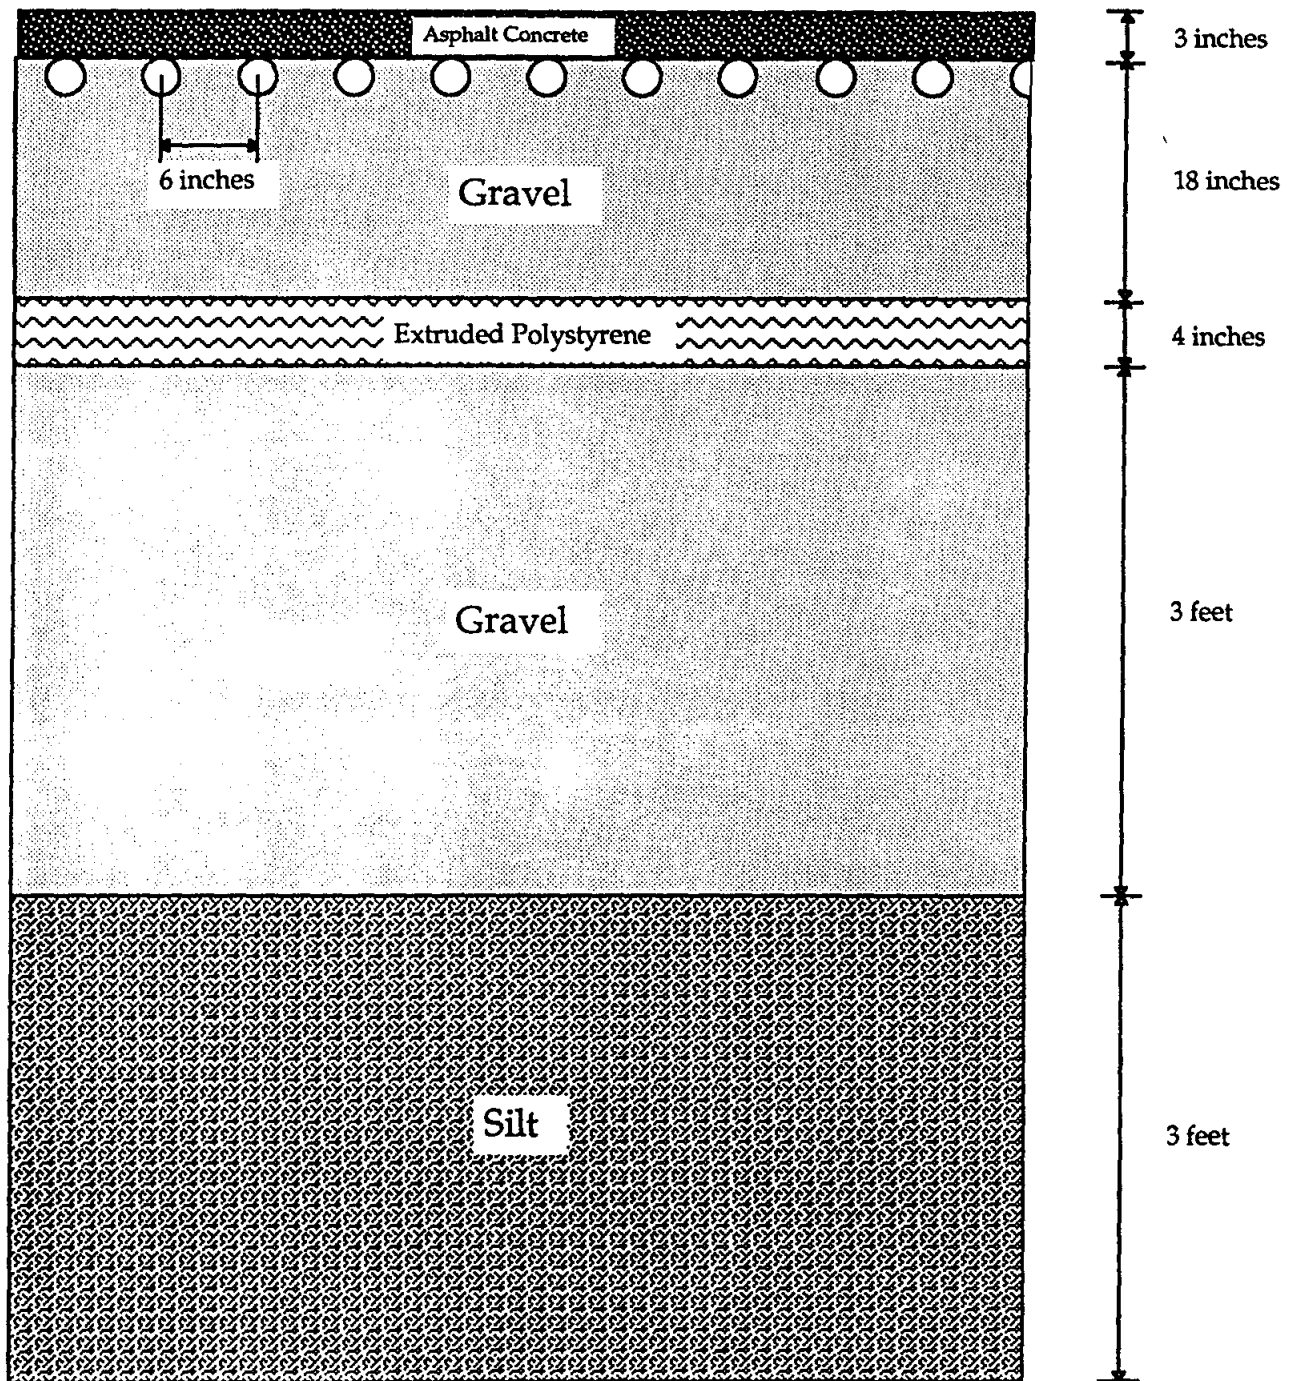 Asphalt Concrete
3 inches
6 inches
Gravel
18 inches
Extruded Polystyrene
4 inches
Gravel
3 feet
Silt
3 feet